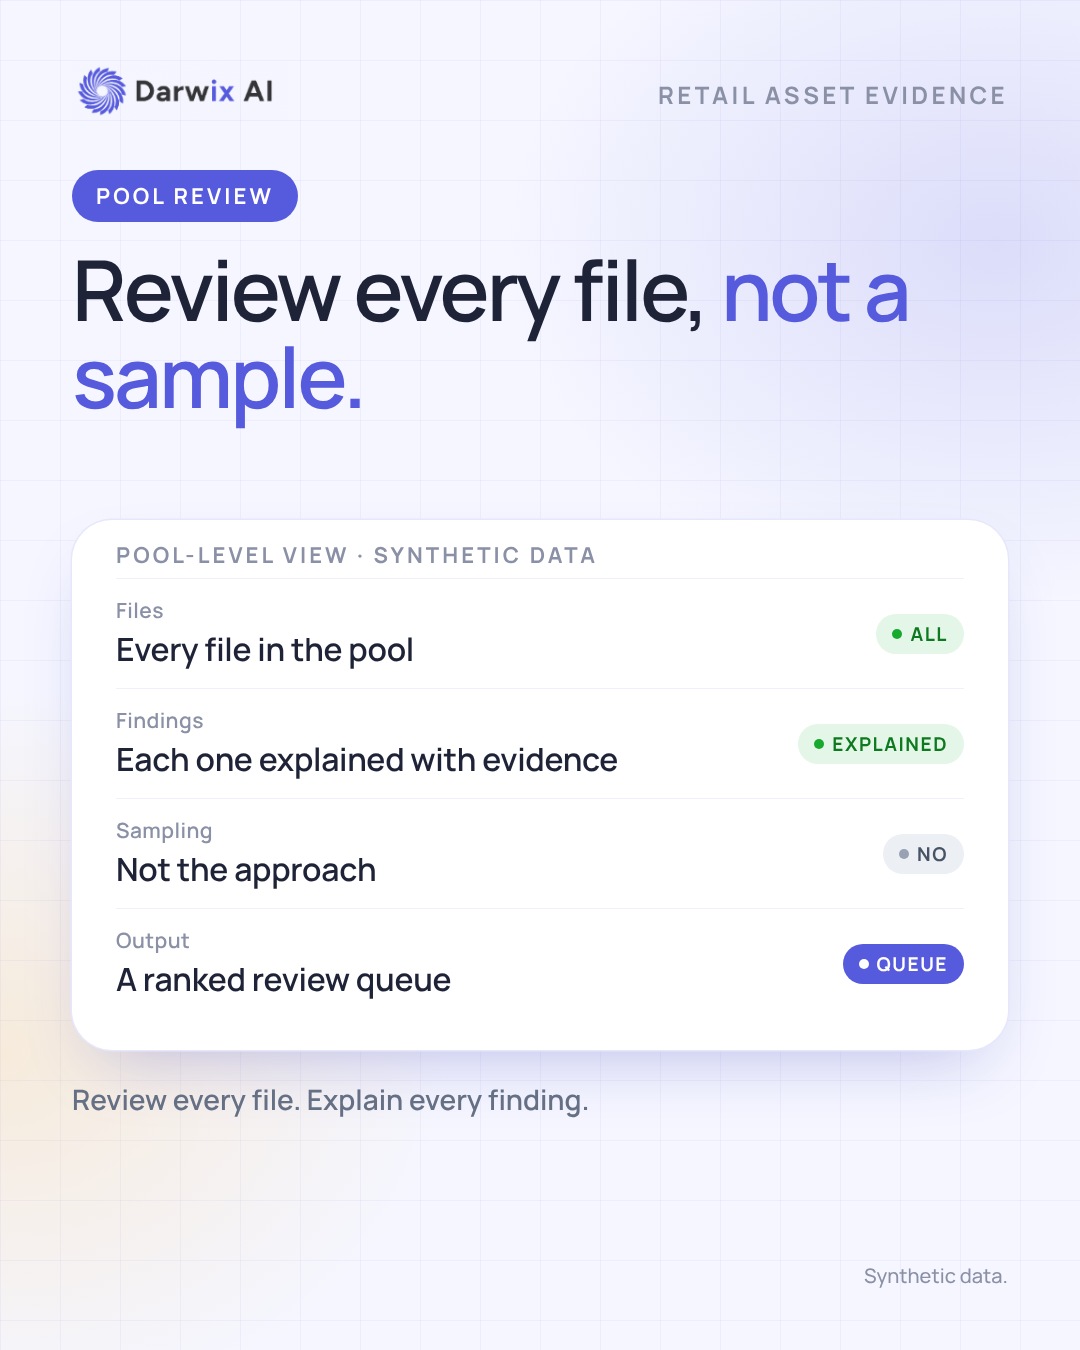 Darwix AI
RETAIL ASSET EVIDENCE
POOL REVIEW
Review every file, not a
sample.
POOL-LEVEL VIEW · SYNTHETIC DATA
Files
Every file in the pool
ALL
Findings
Each one explained with evidence
EXPLAINED
Sampling
Not the approach
NO
Output
A ranked review queue
QUEUE
Review every file. Explain every finding.
Synthetic data.